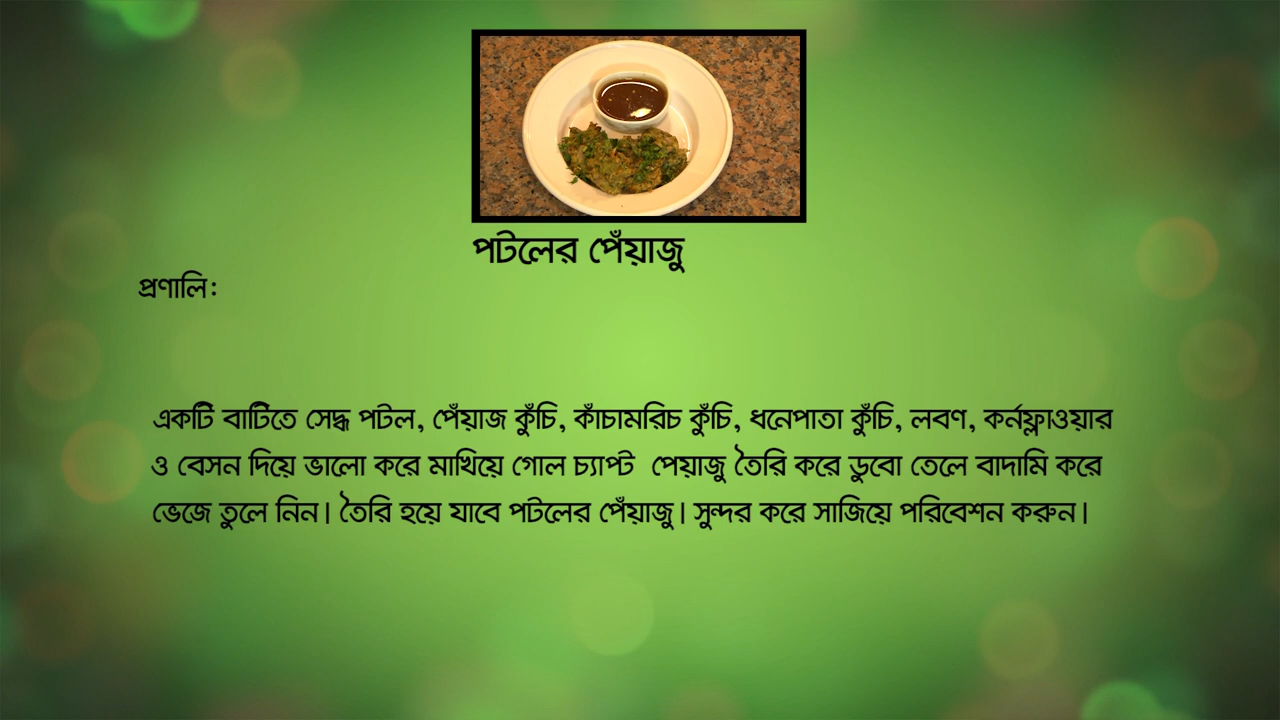 পটলের পেঁয়াজু
প্রণালি:
একটি বাটিতে সেদ্ধ পটল, পেঁয়াজ কুঁচি, কাঁচামরিচ কুঁচি, ধনেপাতা কুঁচি, লবণ, কর্নফ্লাওয়ার
ও বেসন দিয়ে ভালো করে মাখিয়ে গোল চ্যাপ্ট পেয়াজু তৈরি করে ডুবো তেলে বাদামি করে
ভেজে তুলে নিন। তৈরি হয়ে যাবে পটলের পেঁয়াজু। সুন্দর করে সাজিয়ে পরিবেশন করুন।